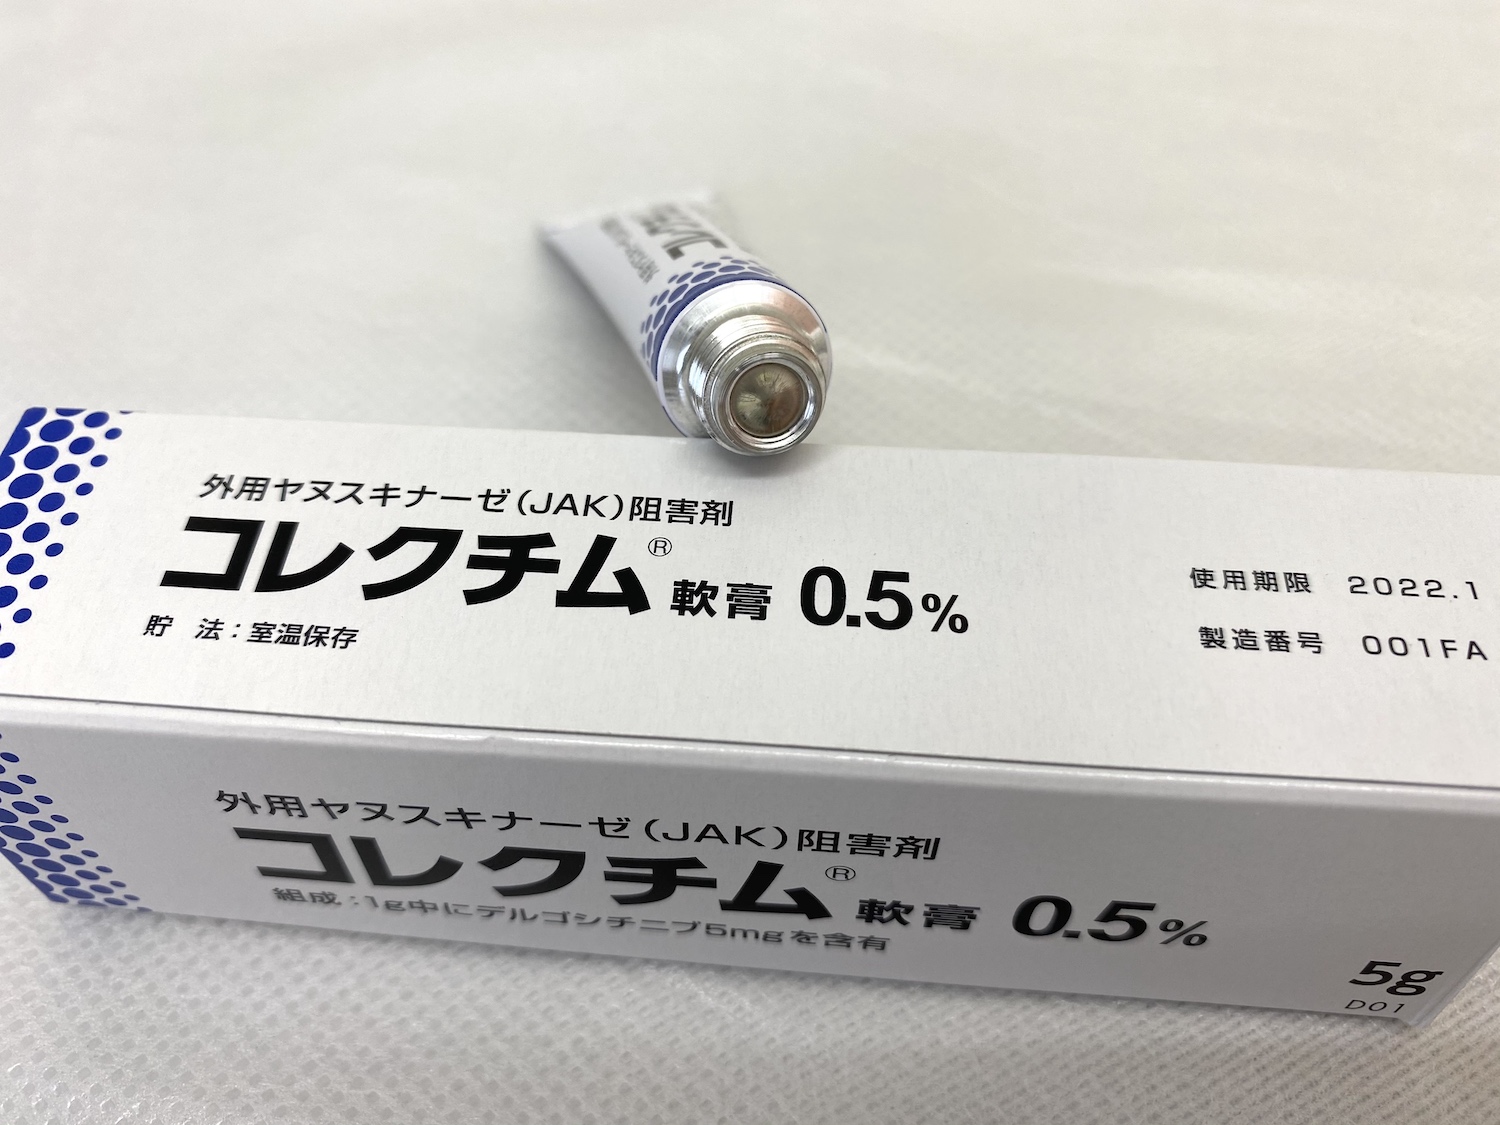 外用ヤヌスキナーゼ(JAK)阻害剤
コレクチム® 軟膏 0.5%
貯 法：室温保存
使用期限 2022.1
製造番号 001FA
外用ヤヌスキナーゼ(JAK)阻害剤
コレクチム® 軟膏 0.5%
組成：1g中にデルゴシチニブ5mgを含有
5g
D01